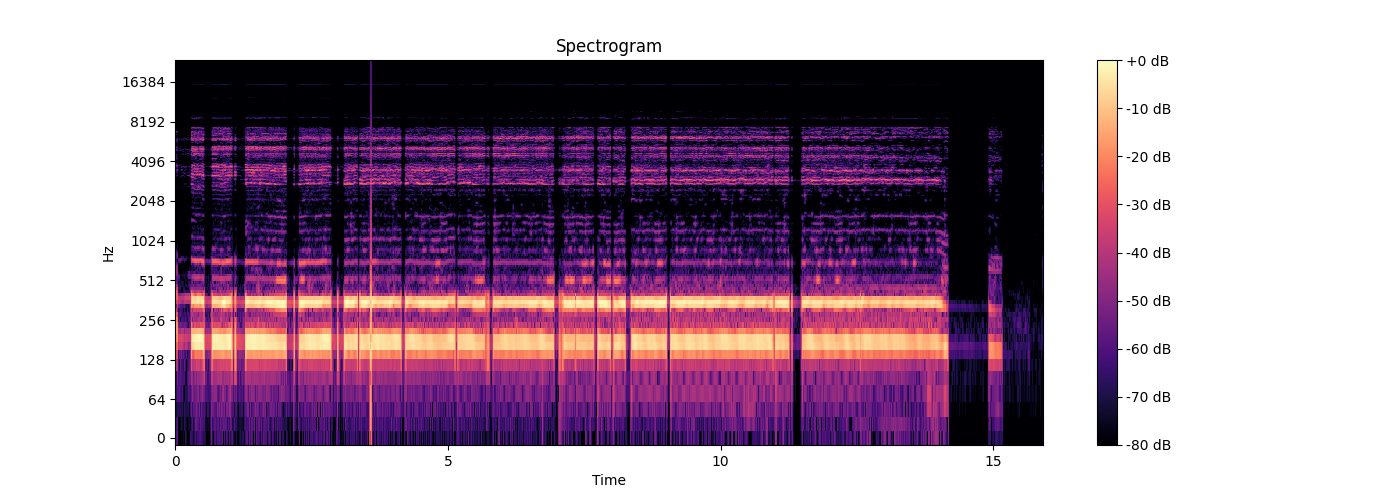 Spectrogram
Hz
16384
8192
4096
2048
1024
512
256
128
64
0
0 5 10 15
Time
+0 dB
-10 dB
-20 dB
-30 dB
-40 dB
-50 dB
-60 dB
-70 dB
-80 dB